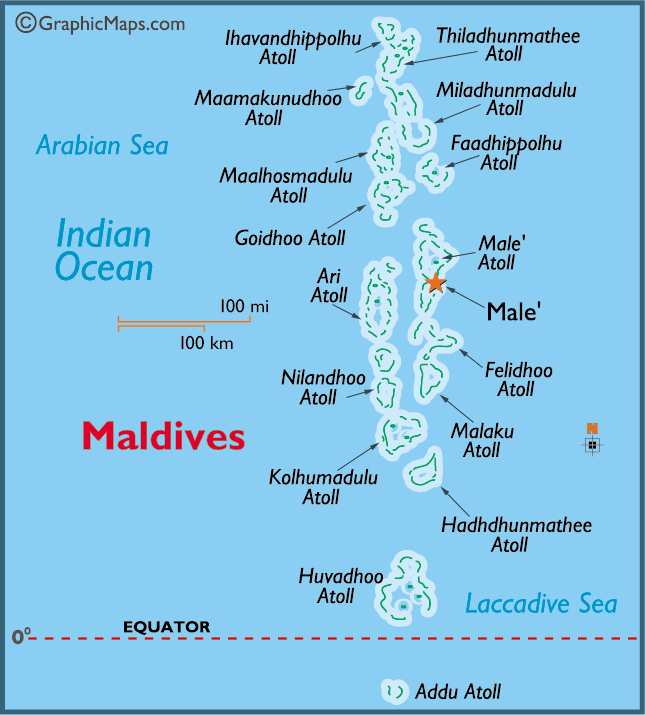 ©GraphicMaps.com
Ihavandhippolhu
Atoll
Thiladhunmathee
Atoll
Maamakunudhoo
Atoll
Miladhunmadulu
Atoll
Arabian Sea
Faadhippolhu
Atoll
Maalhosmadulu
Atoll
Goidhoo Atoll
Indian
Ocean
Male'
Atoll
Ari
Atoll
100 mi
100 km
Male'
Nilandhoo
Atoll
Felidhoo
Atoll
Maldives
Malaku
Atoll
N
Kolhumadulu
Atoll
Hadhdhunmathee
Atoll
Huvadhoo
Atoll
Laccadive Sea
0°
EQUATOR
Addu Atoll